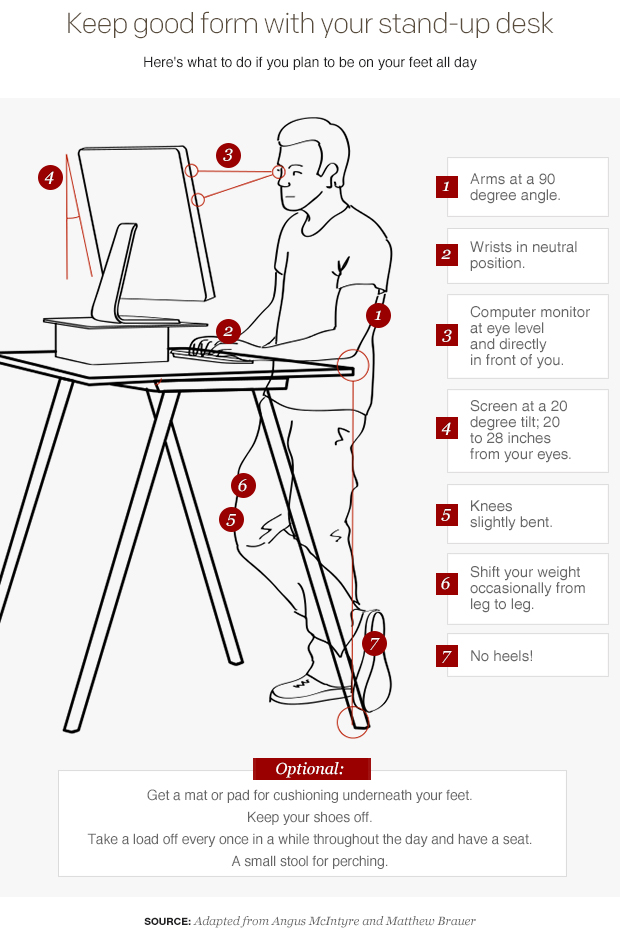 Keep good form with your stand-up desk
Here's what to do if you plan to be on your feet all day
4
3
2
1
6
5
7
1
Arms at a 90
degree angle.
2
Wrists in neutral
position.
3
Computer monitor
at eye level
and directly
in front of you.
4
Screen at a 20
degree tilt; 20
to 28 inches
from your eyes.
5
Knees
slightly bent.
6
Shift your weight
occasionally from
leg to leg.
7
No heels!
Optional:
Get a mat or pad for cushioning underneath your feet.
Keep your shoes off.
Take a load off every once in a while throughout the day and have a seat.
A small stool for perching.
SOURCE: Adapted from Angus McIntyre and Matthew Brauer